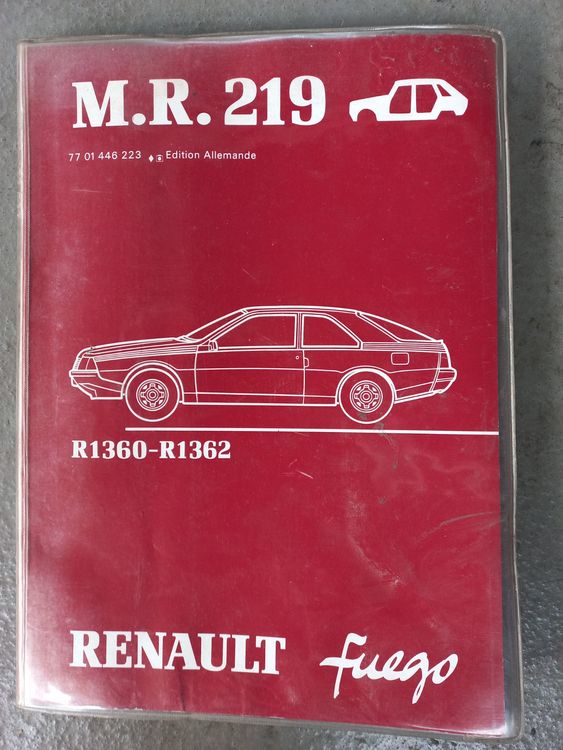 M.R. 219
77 01 446 223 ♦ e Edition Allemande
R1360-R1362
RENAULT fuego